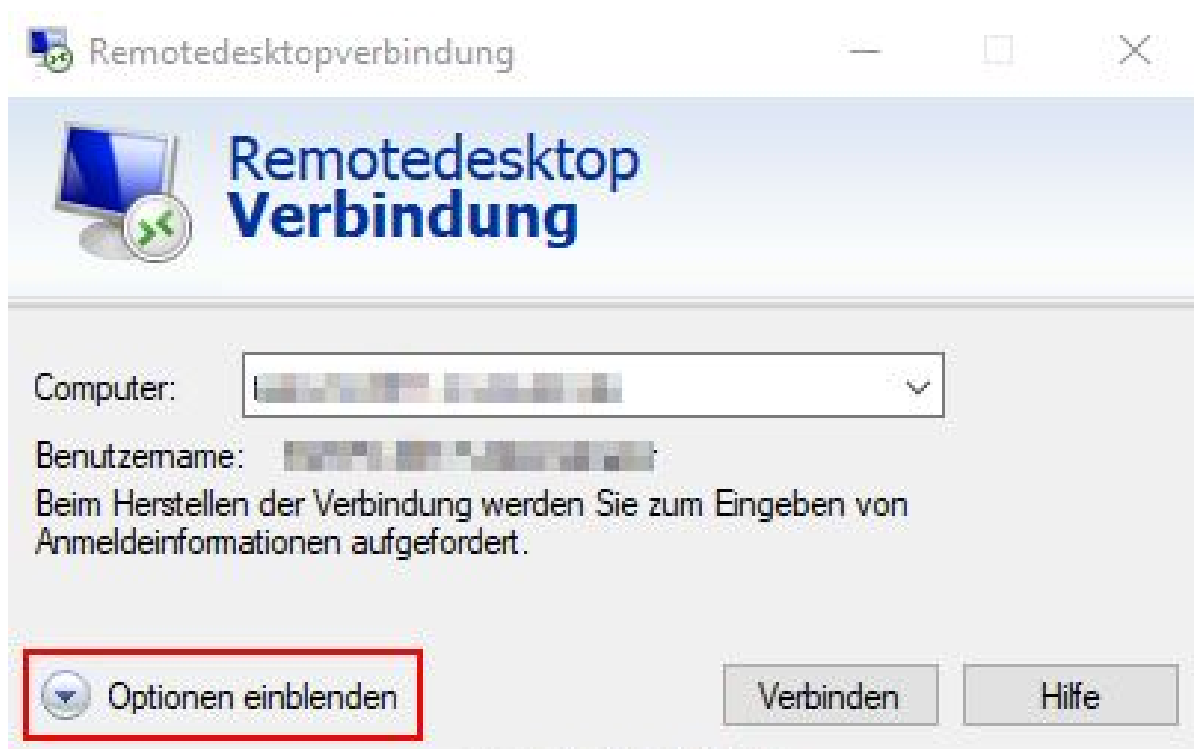 Remotedesktopverbindung
Remotedesktop
Verbindung
Computer:
Benutzername:
Beim Herstellen der Verbindung werden Sie zum Eingeben von
Anmeldeinformationen aufgefordert.
Optionen einblenden
Verbinden
Hilfe